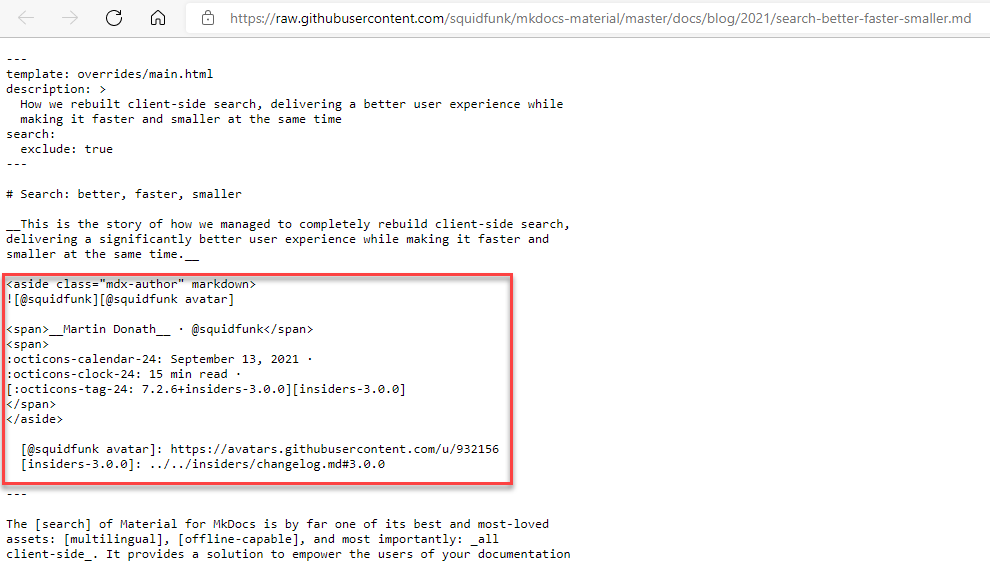 https://raw.githubusercontent.com/squidfunk/mkdocs-material/master/docs/blog/2021/search-better-faster-smaller.md
---
template: overrides/main.html
description: >
  How we rebuilt client-side search, delivering a better user experience while
  making it faster and smaller at the same time
search:
  exclude: true
---
# Search: better, faster, smaller
__This is the story of how we managed to completely rebuild client-side search,
delivering a significantly better user experience while making it faster and
smaller at the same time.__
<aside class="mdx-author" markdown>
![@squidfunk][@squidfunk avatar]
<span>__Martin Donath__ · @squidfunk</span>
<span>
:octicons-calendar-24: September 13, 2021 ·
:octicons-clock-24: 15 min read ·
[:octicons-tag-24: 7.2.6+insiders-3.0.0][insiders-3.0.0]
</span>
</aside>
  [@squidfunk avatar]: https://avatars.githubusercontent.com/u/932156
  [insiders-3.0.0]: ../../insiders/changelog.md#3.0.0
---
The [search] of Material for MkDocs is by far one of its best and most-loved
assets: [multilingual], [offline-capable], and most importantly: _all
client-side_. It provides a solution to empower the users of your documentation